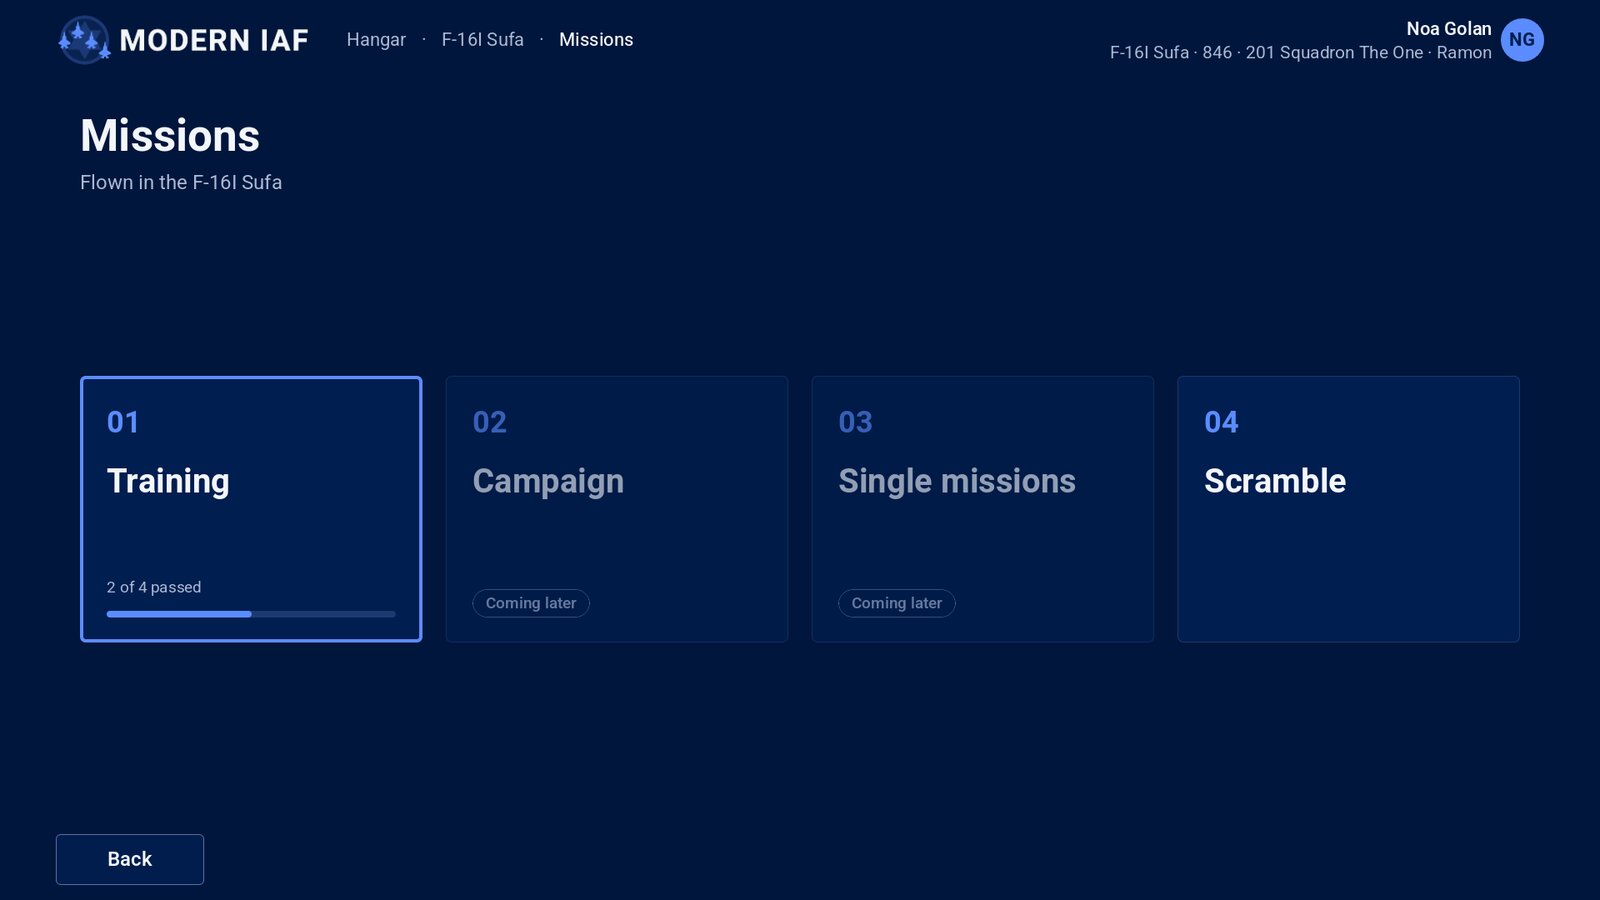 MODERN IAF
Hangar · F-16I Sufa · Missions
Noa Golan
F-16I Sufa · 846 · 201 Squadron The One · Ramon
NG
Missions
Flown in the F-16I Sufa
01
Training
2 of 4 passed
02
Campaign
Coming later
03
Single missions
Coming later
04
Scramble
Back